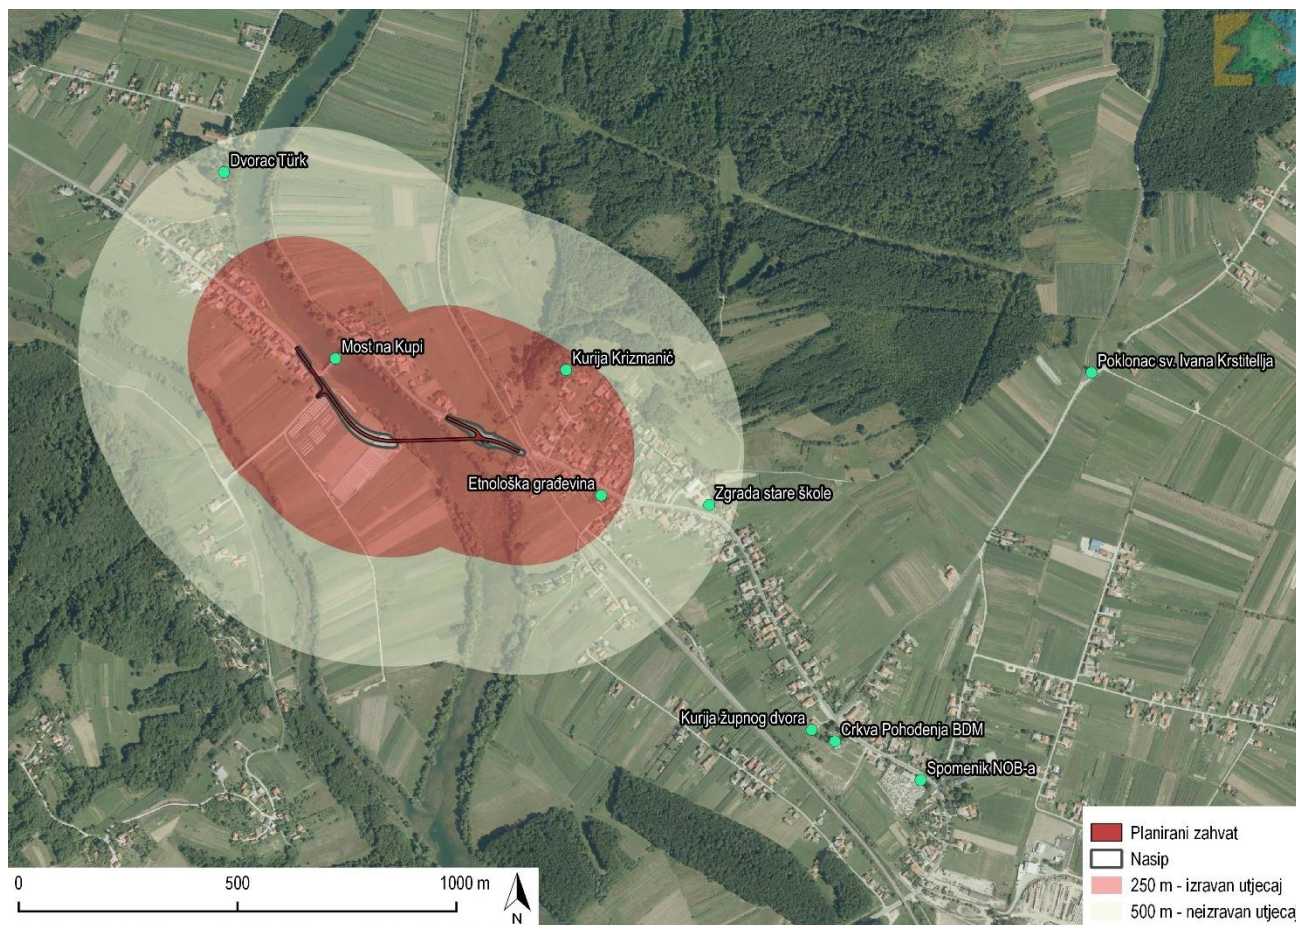 Dvorac Türk
Most na Kupi
Kurija Krizmanić
Poklonac sv. Ivana Krstitellja
Etnološka građevina
Zgrada stare škole
Kurija župnog dvora
Crkva Pohođenja BDM
Spomenik NOB-a
Planirani zahvat
Nasip
250 m - izravan utjecaj
500 m - neizravan utjecaj
0 500 1000 m
N